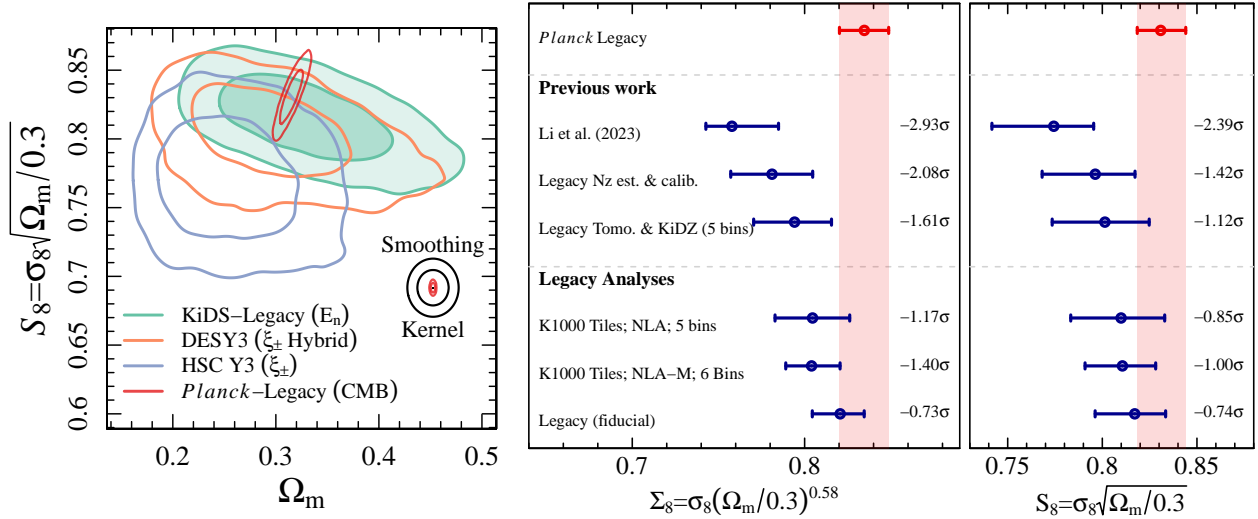 S₈=σ₈√Ωₘ/0.3
0.85
0.8
0.75
0.7
0.65
0.6
Smoothing
Kernel
KiDS−Legacy (Eₙ)
DESY3 (ξ± Hybrid)
HSC Y3 (ξ±)
Planck−Legacy (CMB)
0.2
0.3
0.4
0.5
Ωₘ
Planck Legacy
Previous work
Li et al. (2023)
−2.93σ
−2.39σ
Legacy Nz est. & calib.
−2.08σ
−1.42σ
Legacy Tomo. & KiDZ (5 bins)
−1.61σ
−1.12σ
Legacy Analyses
K1000 Tiles; NLA; 5 bins
−1.17σ
−0.85σ
K1000 Tiles; NLA−M; 6 Bins
−1.40σ
−1.00σ
Legacy (fiducial)
−0.73σ
−0.74σ
0.7
0.8
0.75
0.8
0.85
Σ₈=σ₈(Ωₘ/0.3)⁰·⁵⁸
S₈=σ₈√Ωₘ/0.3